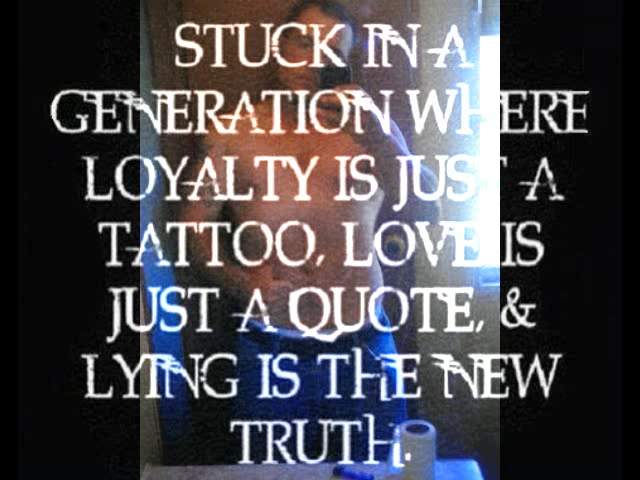 STUCK IN A
GENERATION WHERE
LOYALTY IS JUST A
TATTOO, LOVE IS
JUST A QUOTE, &
LYING IS THE NEW
TRUTH.